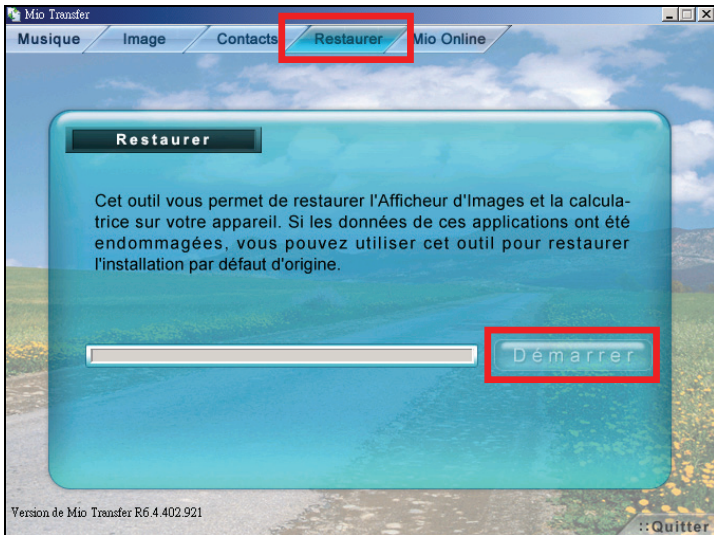 Mio Transfer
Musique Image Contacts Restaurer Mio Online
Restaurer
Cet outil vous permet de restaurer l'Afficheur d'Images et la calcula-
trice sur votre appareil. Si les données de ces applications ont été
endommagées, vous pouvez utiliser cet outil pour restaurer
l'installation par défaut d'origine.
Démarrer
Version de Mio Transfer R6.4.402.921
::Quitter